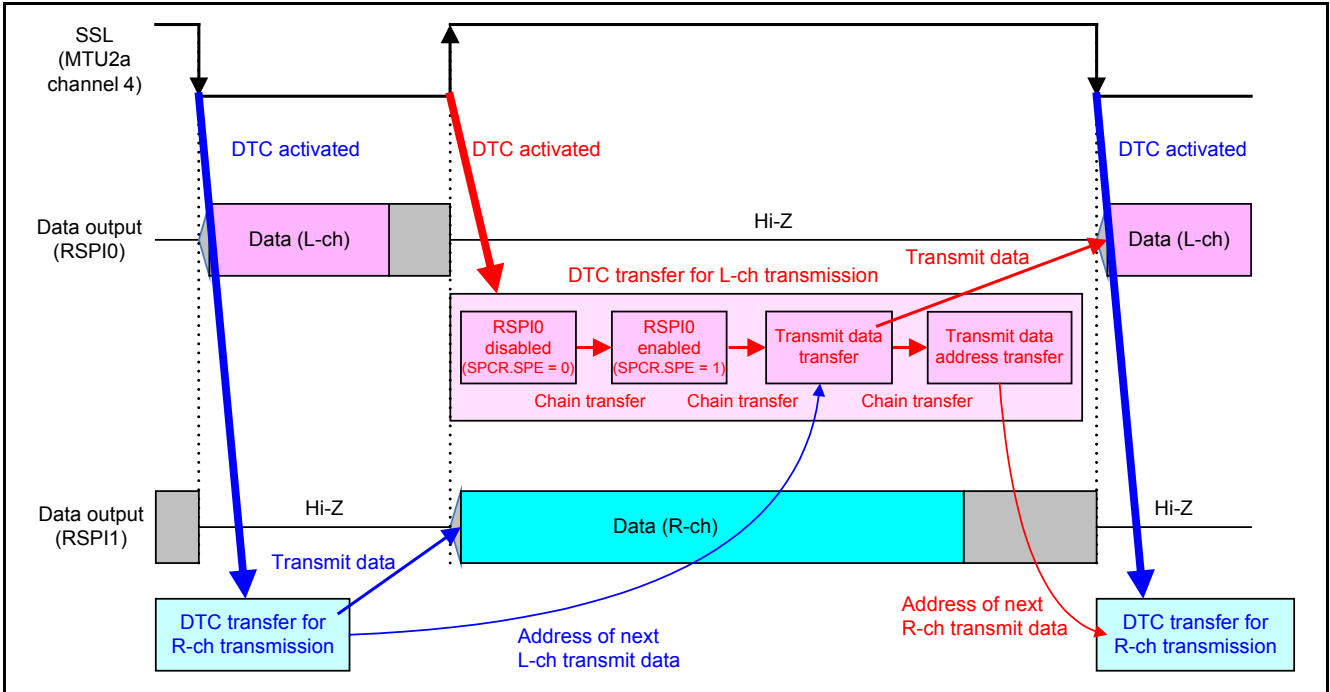 SSL
(MTU2a
channel 4)
DTC activated
DTC activated
DTC activated
Data output
(RSPI0)
Data (L-ch)
Hi-Z
Data (L-ch)
Transmit data
DTC transfer for L-ch transmission
RSPI0
disabled
(SPCR.SPE = 0)
RSPI0
enabled
(SPCR.SPE = 1)
Transmit data
transfer
Transmit data
address transfer
Chain transfer
Chain transfer
Chain transfer
Data output
(RSPI1)
Hi-Z
Data (R-ch)
Hi-Z
Transmit data
DTC transfer for
R-ch transmission
Address of next
L-ch transmit data
Address of next
R-ch transmit data
DTC transfer for
R-ch transmission